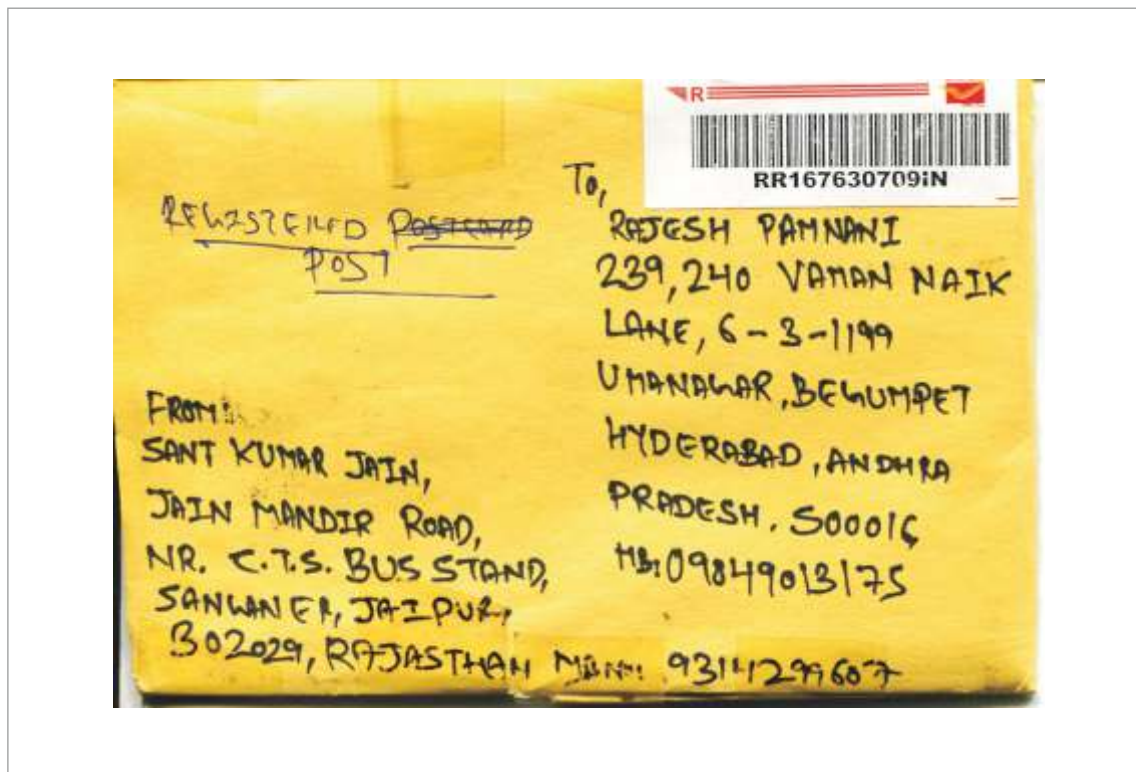 R
RR167630709iN
REGISTERED POSTCARD
POST
To,
RAJESH PAMNANI
239,240 VAMAN NAIK
LANE, 6-3-1199
UMANAGAR, BEGUMPET
HYDERABAD, ANDHRA
PRADESH. 500016
MB: 09849013175
FROM:
SANT KUMAR JAIN,
JAIN MANDIR ROAD,
NR. C.T.S. BUS STAND,
SANGANER, JAIPUR,
302029, RAJASTHAN 9314299607